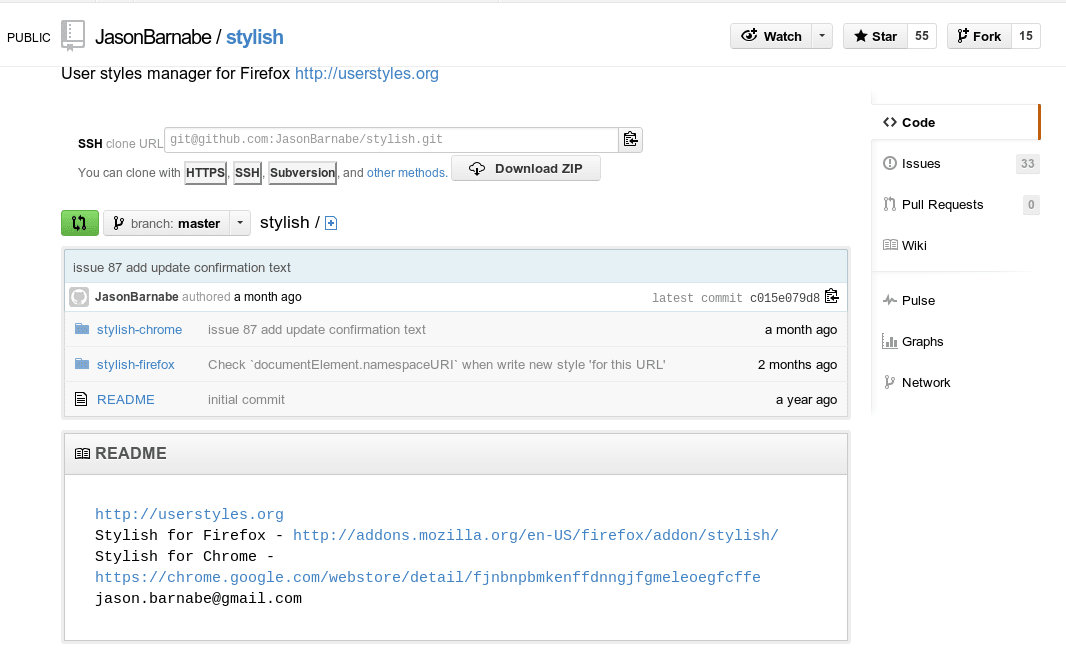 PUBLIC JasonBarnabe / stylish Watch Star 55 Fork 15
User styles manager for Firefox http://userstyles.org
SSH clone URL git@github.com:JasonBarnabe/stylish.git
You can clone with HTTPS, SSH, Subversion, and other methods. Download ZIP
branch: master stylish /
issue 87 add update confirmation text
JasonBarnabe authored a month ago latest commit c015e079d8
stylish-chrome issue 87 add update confirmation text a month ago
stylish-firefox Check `documentElement.namespaceURI` when write new style 'for this URL' 2 months ago
README initial commit a year ago
README
http://userstyles.org
Stylish for Firefox - http://addons.mozilla.org/en-US/firefox/addon/stylish/
Stylish for Chrome -
https://chrome.google.com/webstore/detail/fjnbnpbmkenffdnngjfgmeleoegfcffe
jason.barnabe@gmail.com
Code
Issues 33
Pull Requests 0
Wiki
Pulse
Graphs
Network